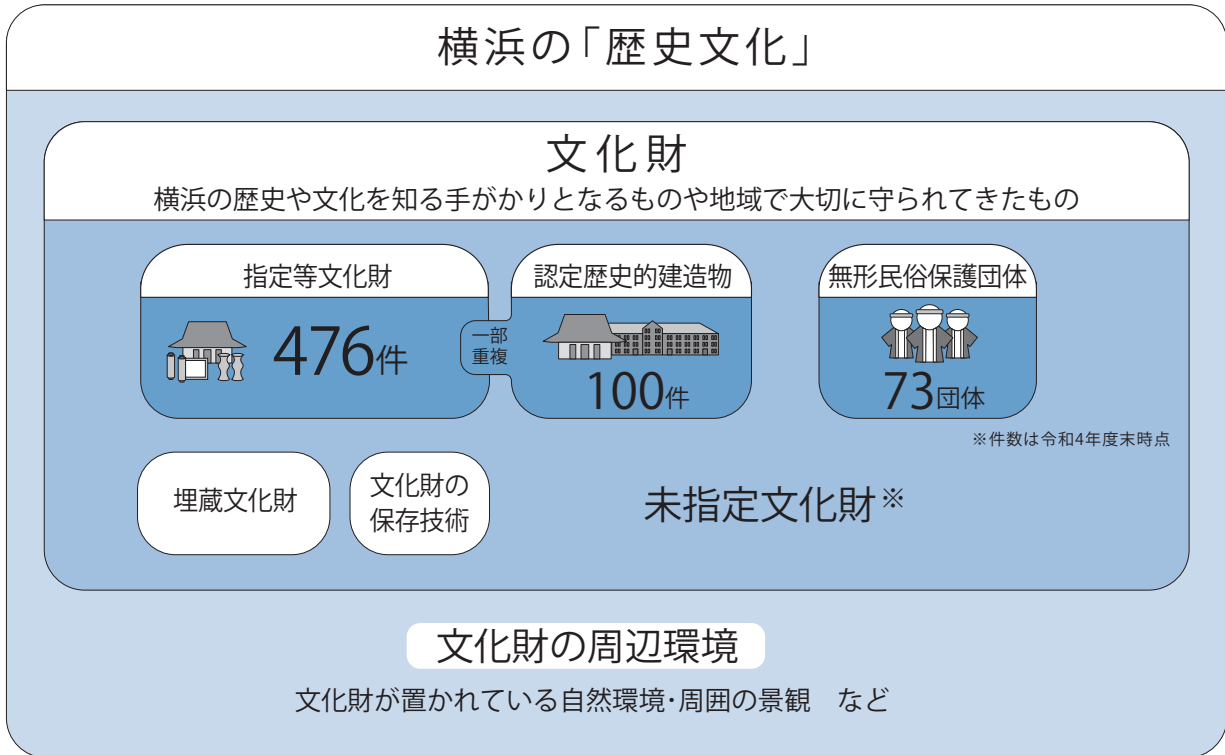 横浜の「歴史文化」
文化財
横浜の歴史や文化を知る手がかりとなるものや地域で大切に守られてきたもの
指定等文化財
476件
一部
重複
認定歴史的建造物
100件
無形民俗保護団体
73団体
※件数は令和4年度末時点
埋蔵文化財
文化財の
保存技術
未指定文化財※
文化財の周辺環境
文化財が置かれている自然環境･周囲の景観　など